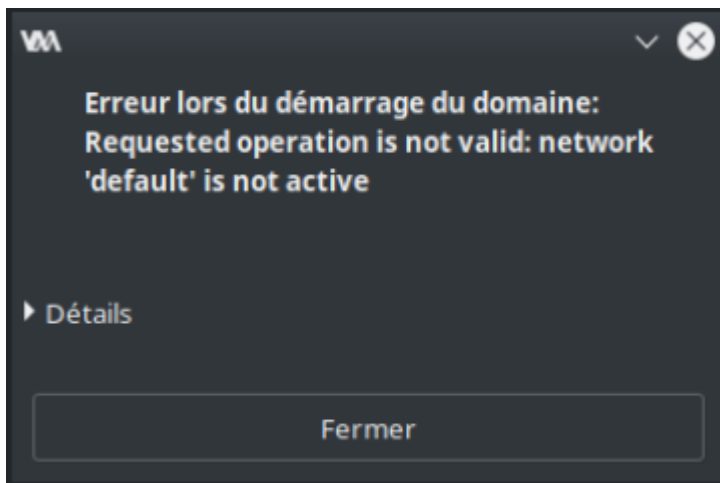 Erreur lors du démarrage du domaine:
Requested operation is not valid: network
'default' is not active
Détails
Fermer